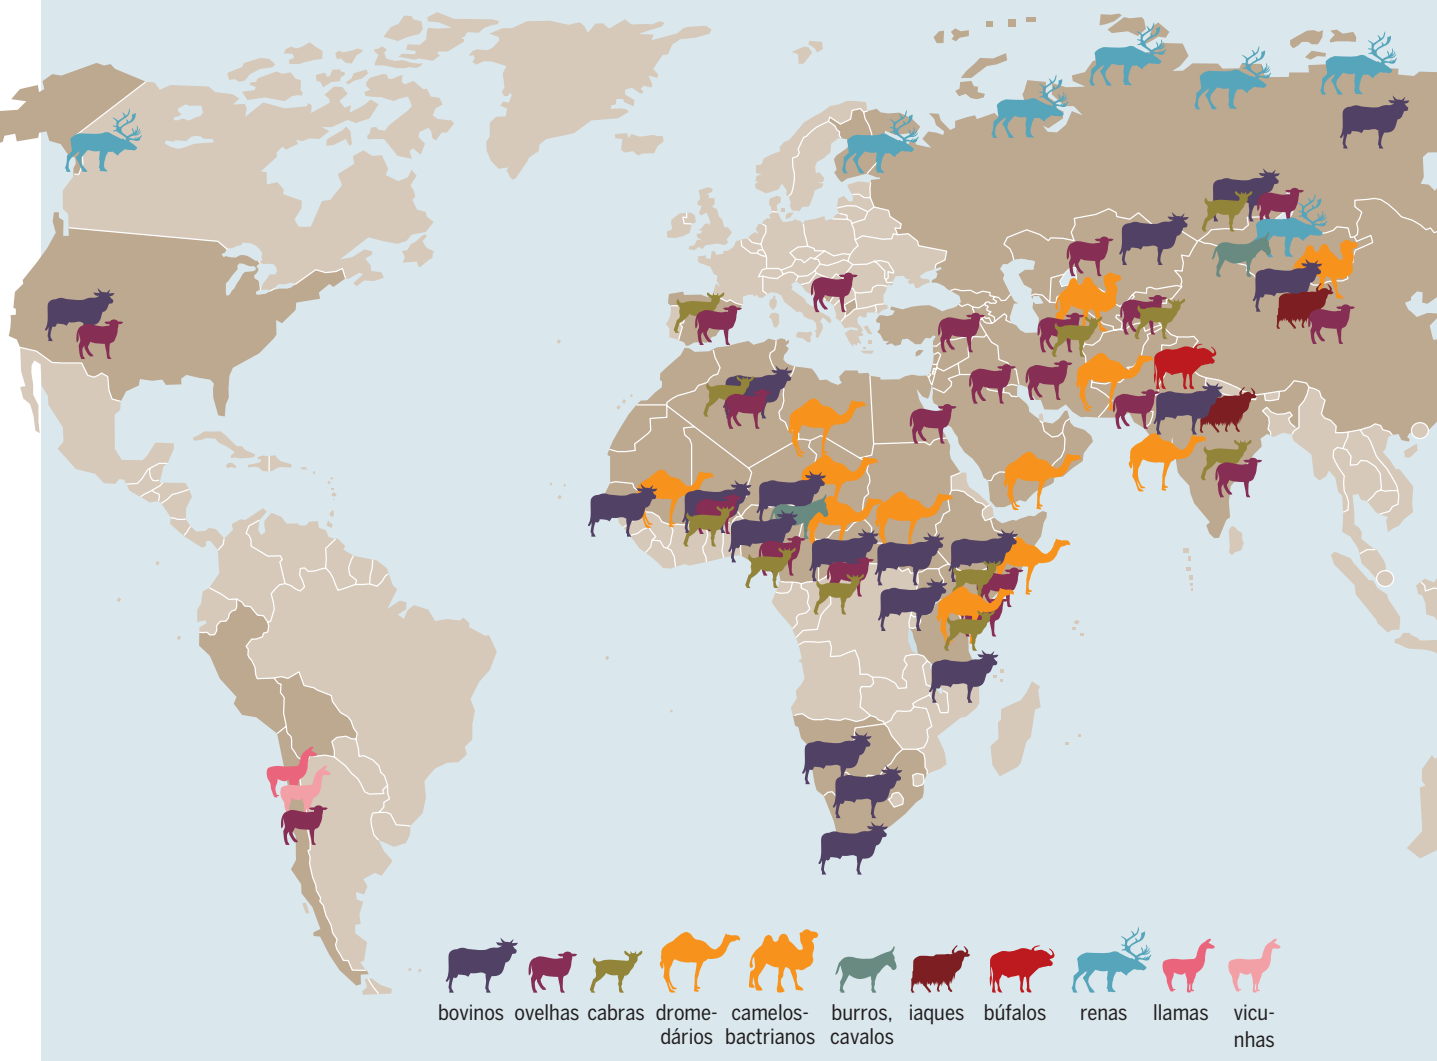 bovinos ovelhas cabras drome- camelos- burros, iaques búfalos renas llamas vicu-
dários bactrianos cavalos nhas